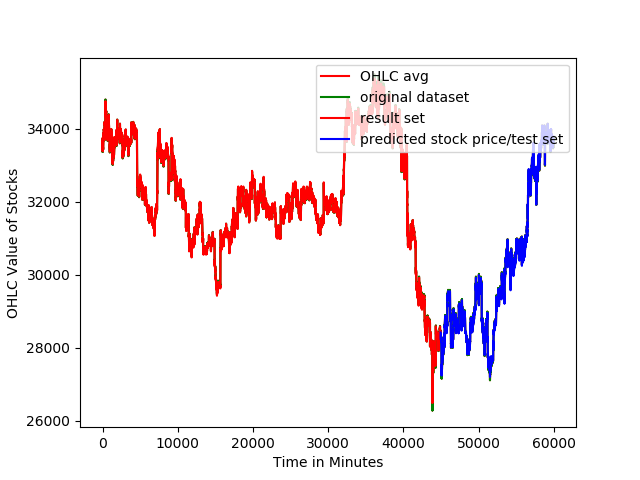 OHLC avg
original dataset
result set
predicted stock price/test set
OHLC Value of Stocks
34000
32000
30000
28000
26000
0 10000 20000 30000 40000 50000 60000
Time in Minutes